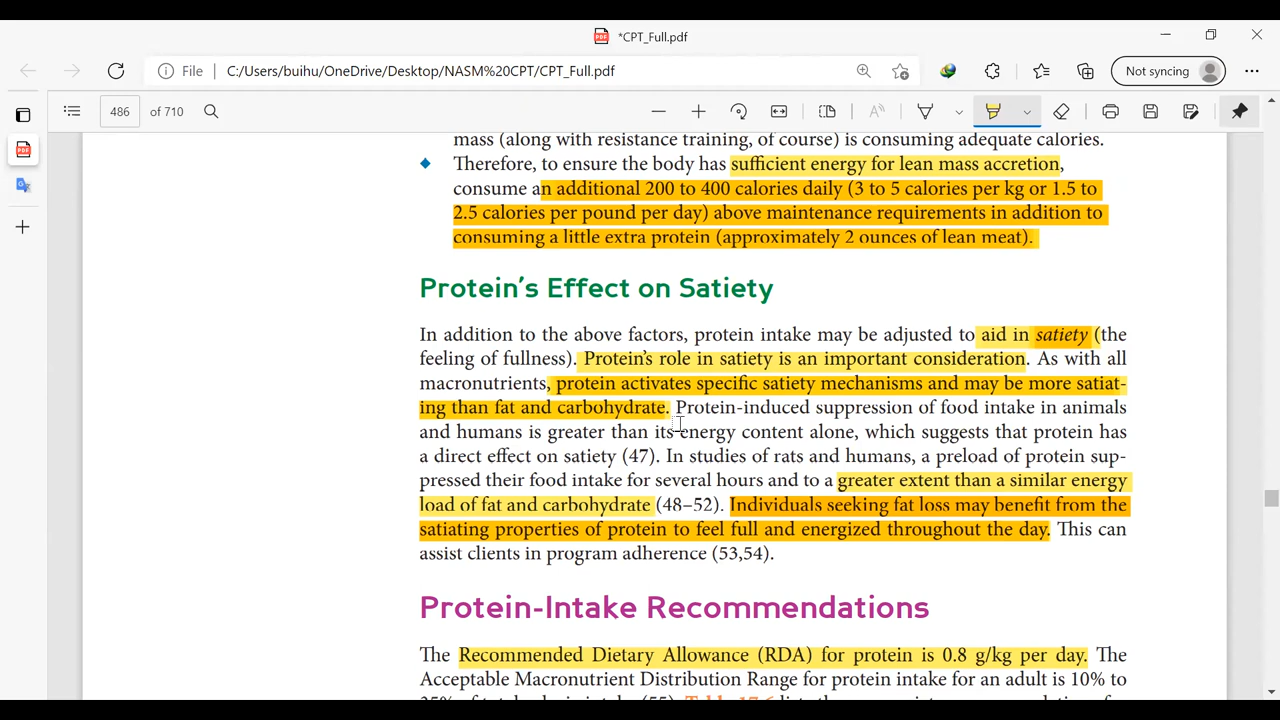 *CPT_Full.pdf
File | C:/Users/buihu/OneDrive/Desktop/NASM%20CPT/CPT_Full.pdf
Not syncing
486 of 710
mass (along with resistance training, of course) is consuming adequate calories.
Therefore, to ensure the body has sufficient energy for lean mass accretion,
consume an additional 200 to 400 calories daily (3 to 5 calories per kg or 1.5 to
2.5 calories per pound per day) above maintenance requirements in addition to
consuming a little extra protein (approximately 2 ounces of lean meat).
Protein's Effect on Satiety
In addition to the above factors, protein intake may be adjusted to aid in satiety (the
feeling of fullness). Protein's role in satiety is an important consideration. As with all
macronutrients, protein activates specific satiety mechanisms and may be more satiat-
ing than fat and carbohydrate. Protein-induced suppression of food intake in animals
and humans is greater than its energy content alone, which suggests that protein has
a direct effect on satiety (47). In studies of rats and humans, a preload of protein sup-
pressed their food intake for several hours and to a greater extent than a similar energy
load of fat and carbohydrate (48–52). Individuals seeking fat loss may benefit from the
satiating properties of protein to feel full and energized throughout the day. This can
assist clients in program adherence (53,54).
Protein-Intake Recommendations
The Recommended Dietary Allowance (RDA) for protein is 0.8 g/kg per day. The
Acceptable Macronutrient Distribution Range for protein intake for an adult is 10% to